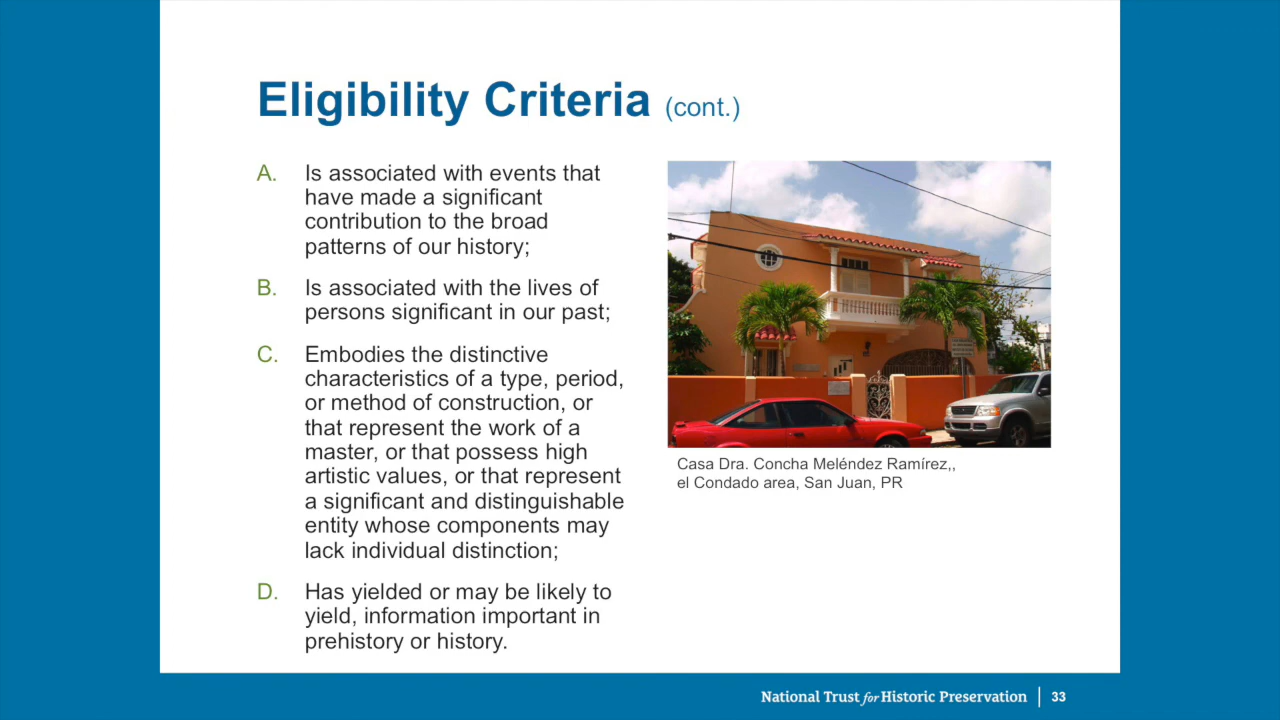 Eligibility Criteria (cont.)
A. Is associated with events that
have made a significant
contribution to the broad
patterns of our history;
B. Is associated with the lives of
persons significant in our past;
C. Embodies the distinctive
characteristics of a type, period,
or method of construction, or
that represent the work of a
master, or that possess high
artistic values, or that represent
a significant and distinguishable
entity whose components may
lack individual distinction;
D. Has yielded or may be likely to
yield, information important in
prehistory or history.
Casa Dra. Concha Meléndez Ramírez,,
el Condado area, San Juan, PR
National Trust for Historic Preservation | 33